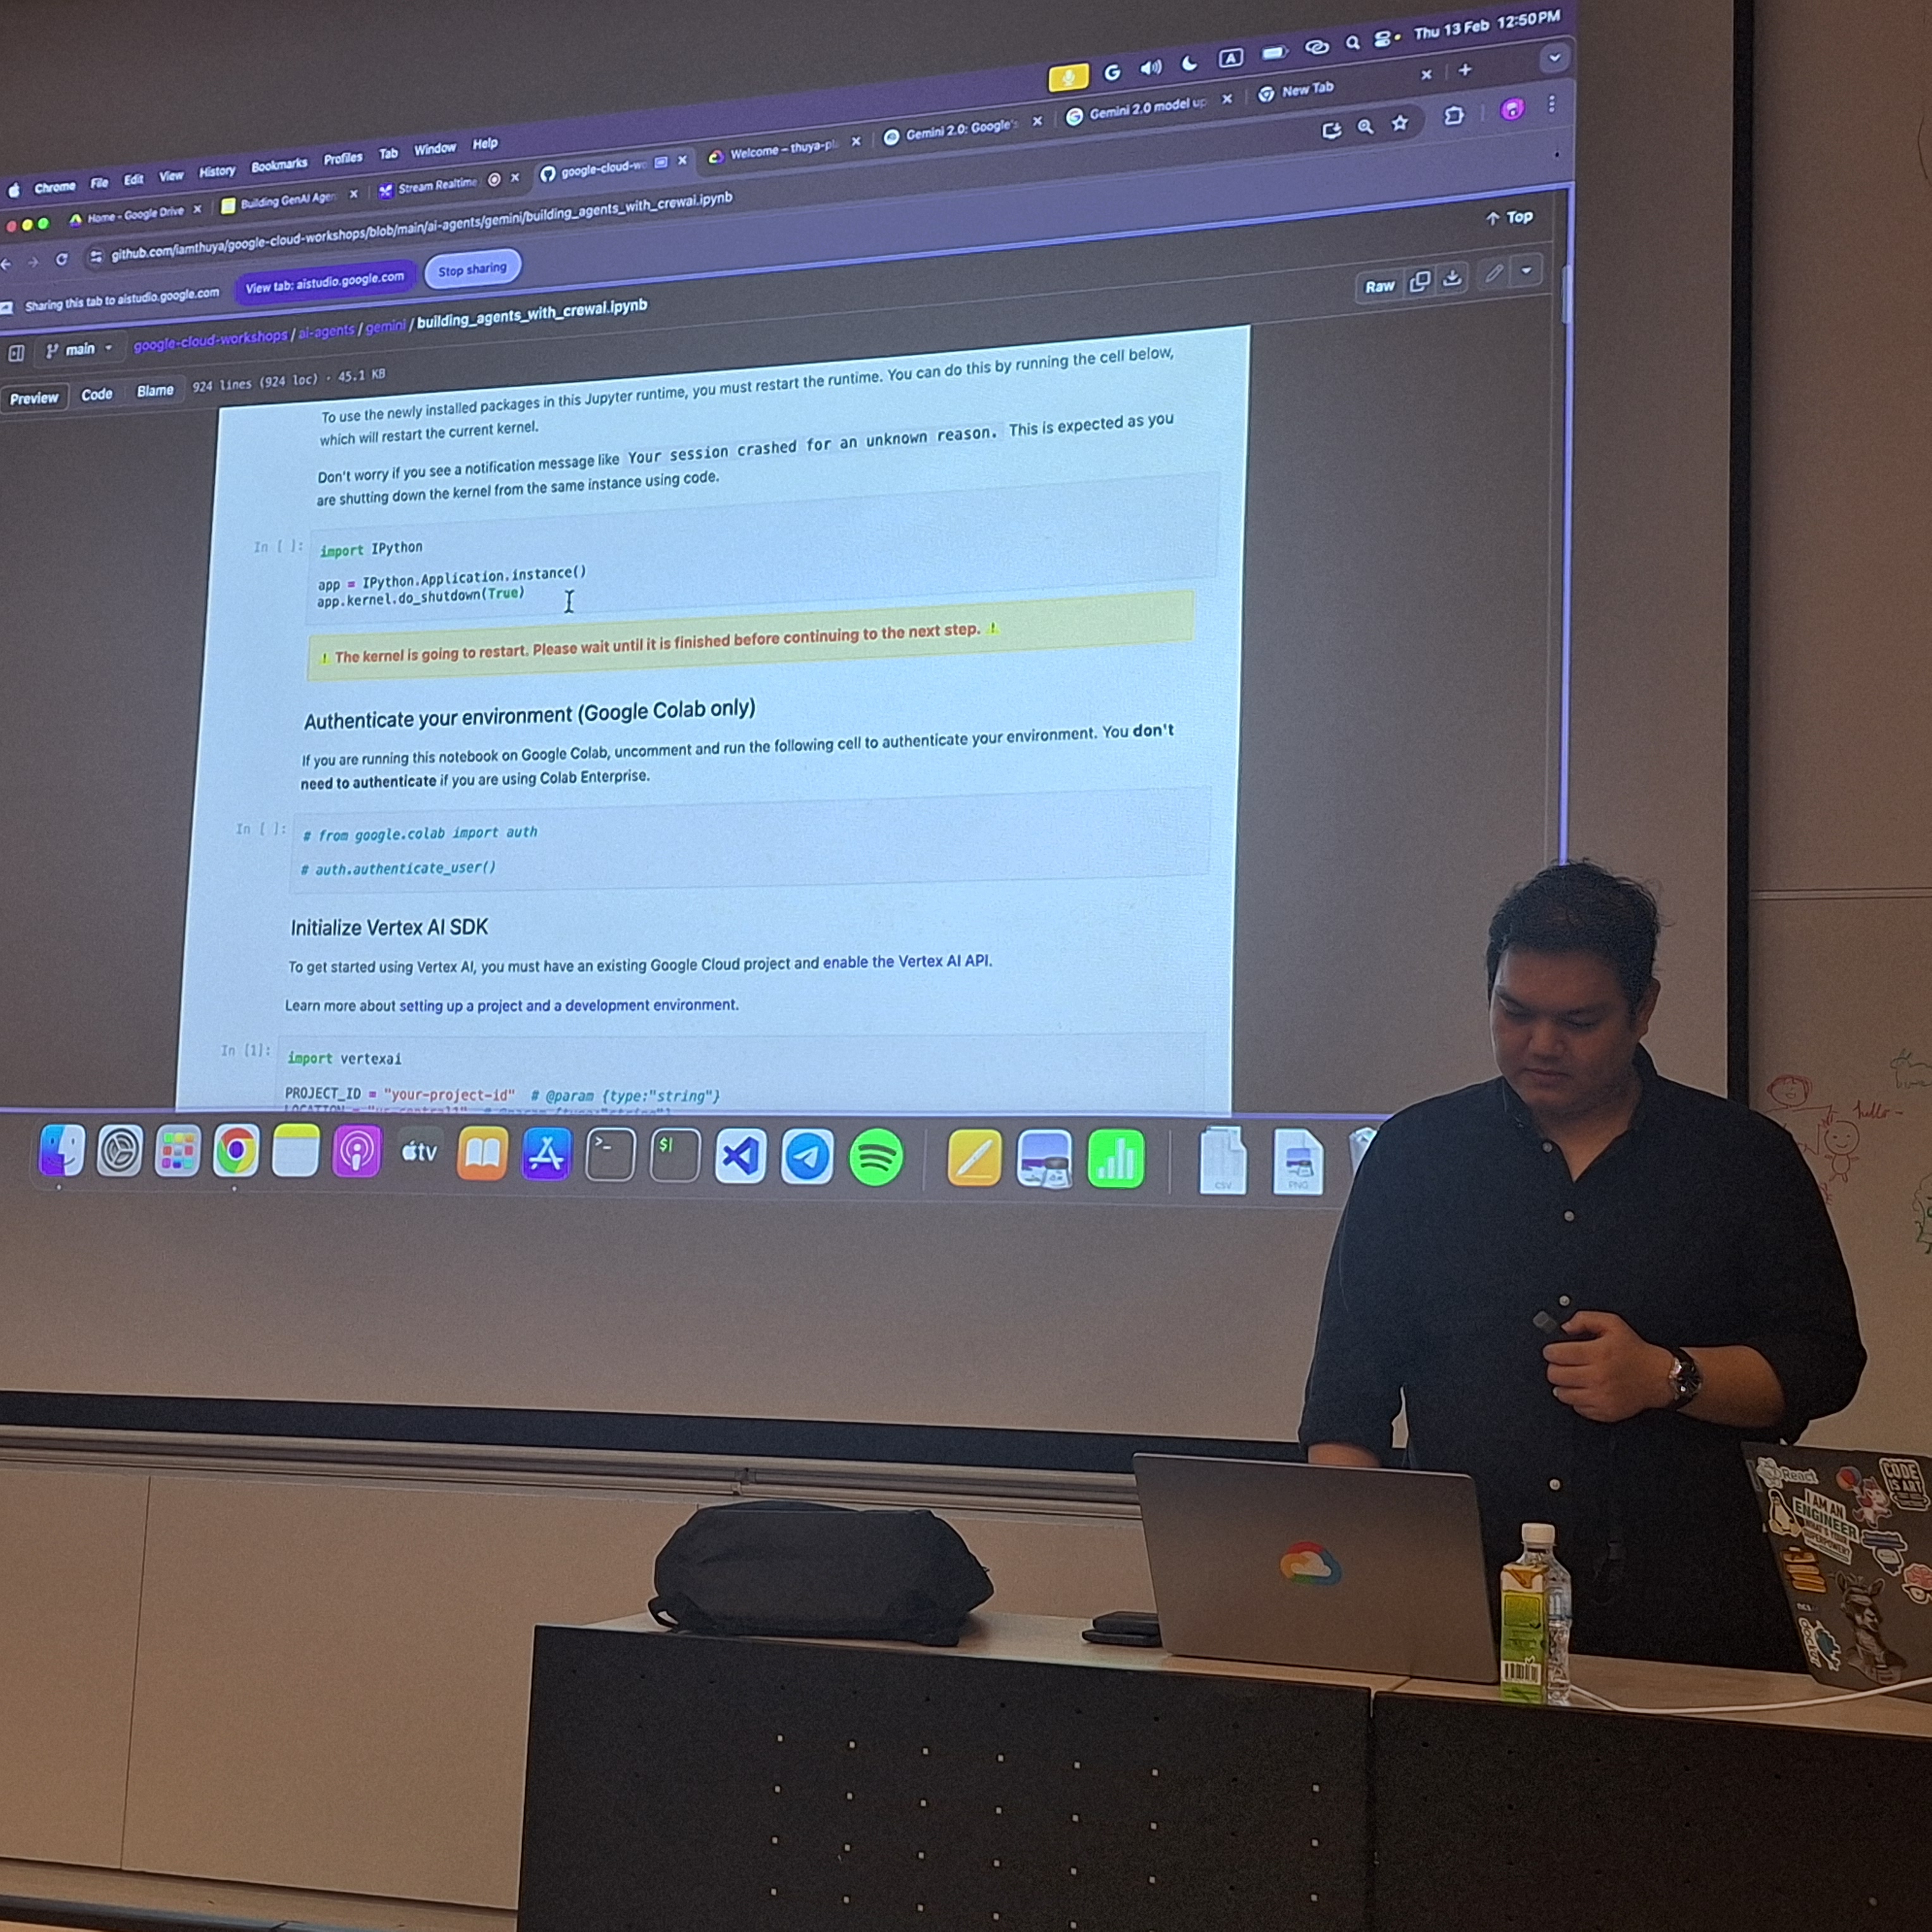 Chrome File Edit View History Bookmarks Profiles Tab Window Help
A
Thu 13 Feb 12:50PM
Home - Google Drive
Building GenAI Agen
Stream Realtime
google-cloud-wo
Welcome – thuya-pl
Gemini 2.0: Google's
Gemini 2.0 model up
New Tab
github.com/iamthuya/google-cloud-workshops/blob/main/ai-agents/gemini/building_agents_with_crewai.ipynb
Sharing this tab to aistudio.google.com
View tab: aistudio.google.com
Stop sharing
Top
main
google-cloud-workshops / ai-agents / gemini / building_agents_with_crewai.ipynb
Preview Code Blame 924 lines (924 loc) · 45.1 KB
Raw
To use the newly installed packages in this Jupyter runtime, you must restart the runtime. You can do this by running the cell below,
which will restart the current kernel.
Don't worry if you see a notification message like Your session crashed for an unknown reason. This is expected as you
are shutting down the kernel from the same instance using code.
In [ ]: import IPython
app = IPython.Application.instance()
app.kernel.do_shutdown(True)
⚠ The kernel is going to restart. Please wait until it is finished before continuing to the next step. ⚠
Authenticate your environment (Google Colab only)
If you are running this notebook on Google Colab, uncomment and run the following cell to authenticate your environment. You don't
need to authenticate if you are using Colab Enterprise.
In [ ]: # from google.colab import auth
# auth.authenticate_user()
Initialize Vertex AI SDK
To get started using Vertex AI, you must have an existing Google Cloud project and enable the Vertex AI API.
Learn more about setting up a project and a development environment.
In [1]: import vertexai
PROJECT_ID = "your-project-id" # @param {type:"string"}
tv
>_
$|
CSV
PNG
hello-
React
CODE
IS ART
I AM AN
ENGINEER
WHAT'S YOUR
SUPERPOWER?